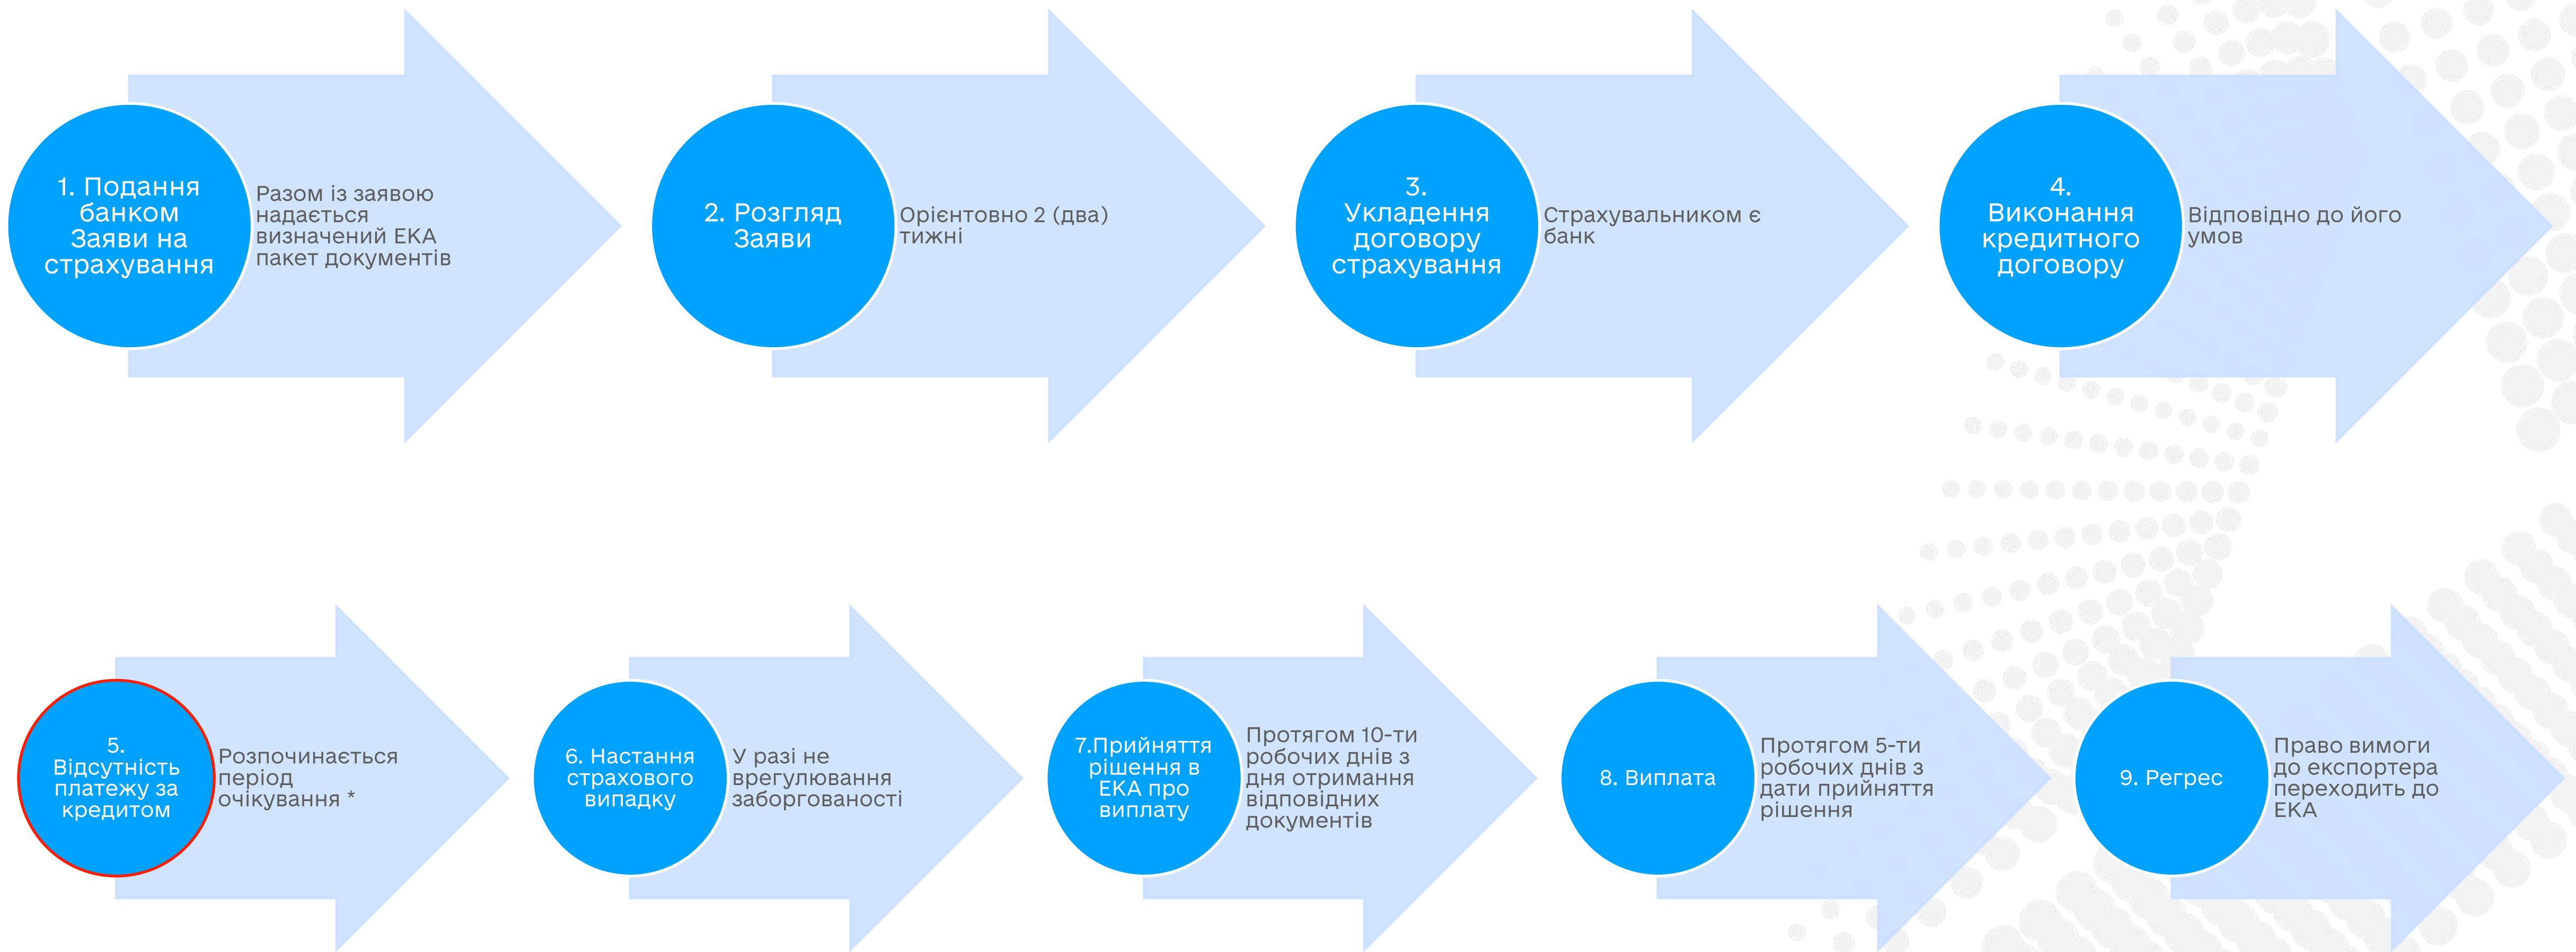 1. Подання
банком
Заяви на
страхування
Разом із заявою
надається
визначений ЕКА
пакет документів
2. Розгляд
Заяви
Орієнтовно 2 (два)
тижні
3.
Укладення
договору
страхування
Страхувальником є
банк
4.
Виконання
кредитного
договору
Відповідно до його
умов
5.
Відсутність
платежу за
кредитом
Розпочинається
період
очікування *
6. Настання
страхового
випадку
У разі не
врегулювання
заборгованості
7.Прийняття
рішення в
ЕКА про
виплату
Протягом 10-ти
робочих днів з
дня отримання
відповідних
документів
8. Виплата
Протягом 5-ти
робочих днів з
дати прийняття
рішення
9. Регрес
Право вимоги
до експортера
переходить до
ЕКА